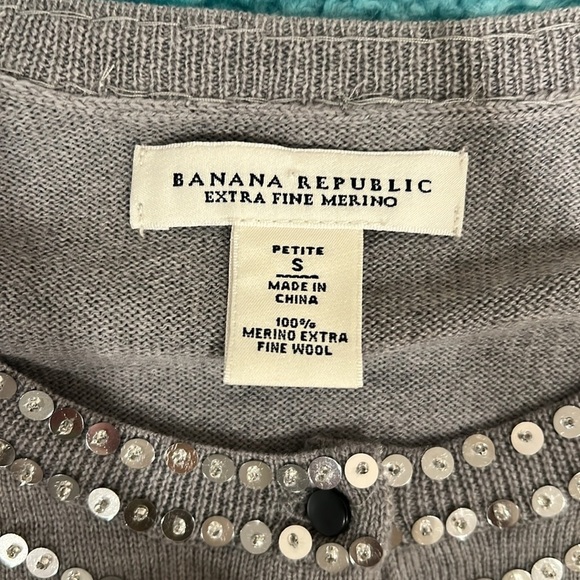 BANANA REPUBLIC
EXTRA FINE MERINO
PETITE
S
MADE IN
CHINA
100%
MERINO EXTRA
FINE WOOL